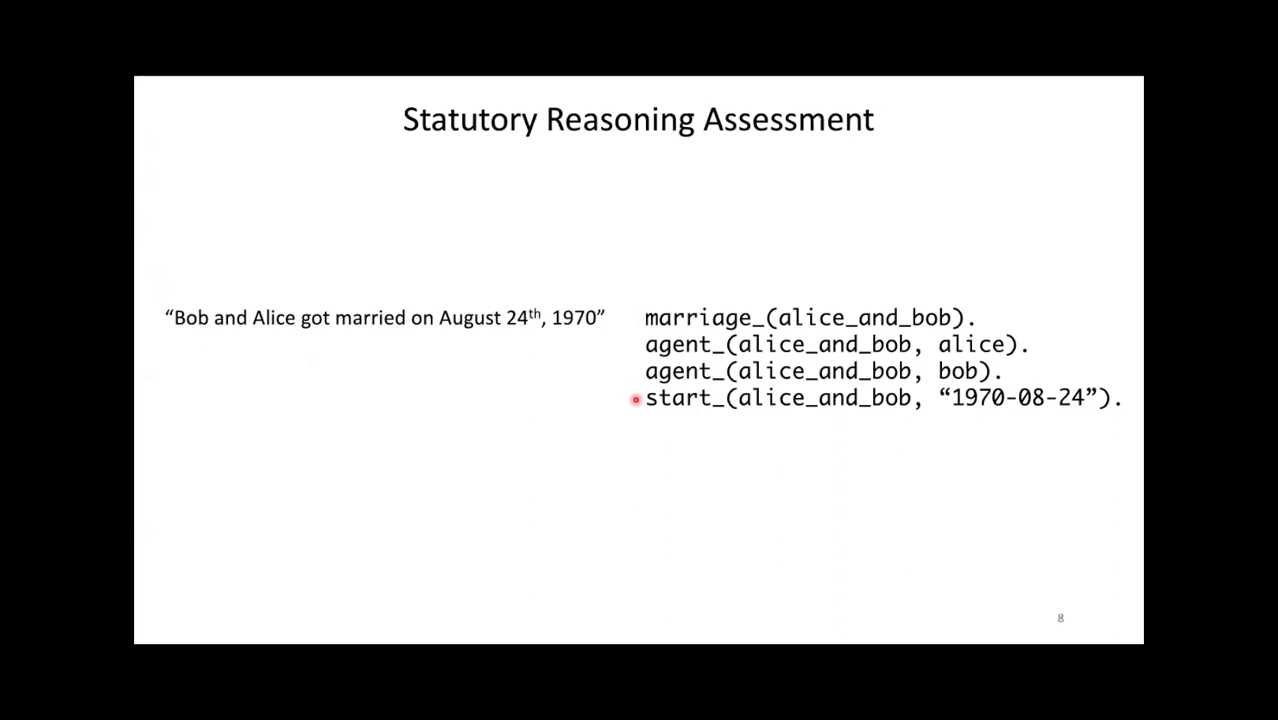 Statutory Reasoning Assessment
“Bob and Alice got married on August 24th, 1970”
marriage_(alice_and_bob).
agent_(alice_and_bob, alice).
agent_(alice_and_bob, bob).
start_(alice_and_bob, “1970-08-24”).
8